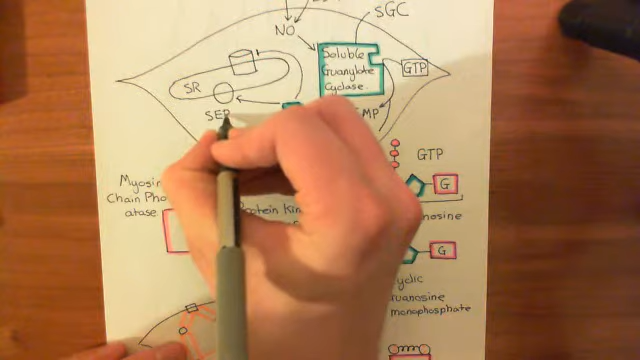 NO
sGC
Soluble
Guanylate
Cyclase
GTP
SR
SER
MP
GTP
Myosin
Chain Pho
atase
G
Protein Kin
nosine
G
yclic
uanosine
monophosphate